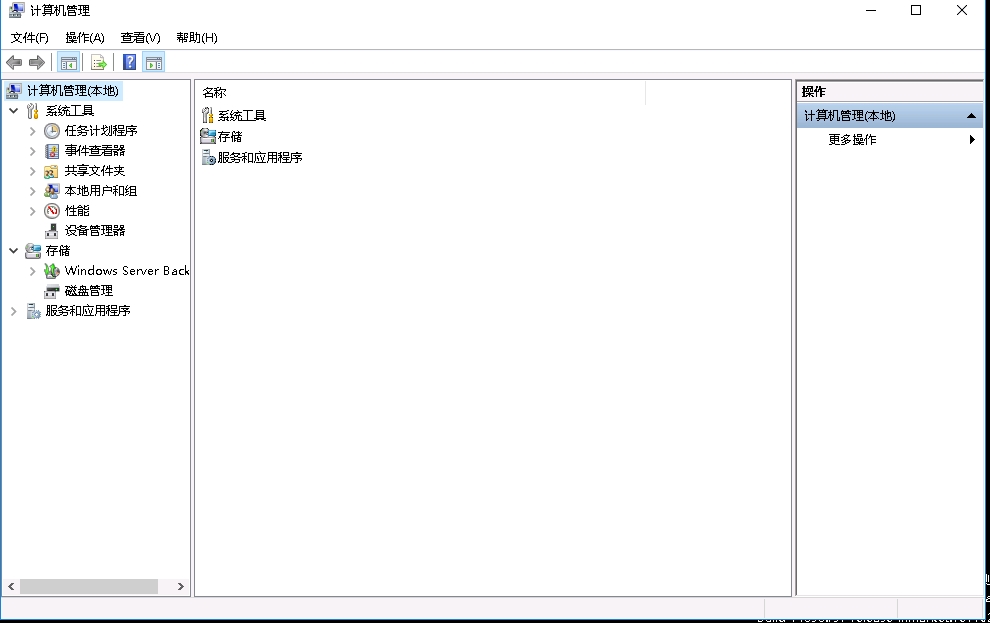 计算机管理
文件(F) 操作(A) 查看(V) 帮助(H)
计算机管理(本地)
系统工具
任务计划程序
事件查看器
共享文件夹
本地用户和组
性能
设备管理器
存储
Windows Server Back
磁盘管理
服务和应用程序
名称
系统工具
存储
服务和应用程序
操作
计算机管理(本地)
更多操作